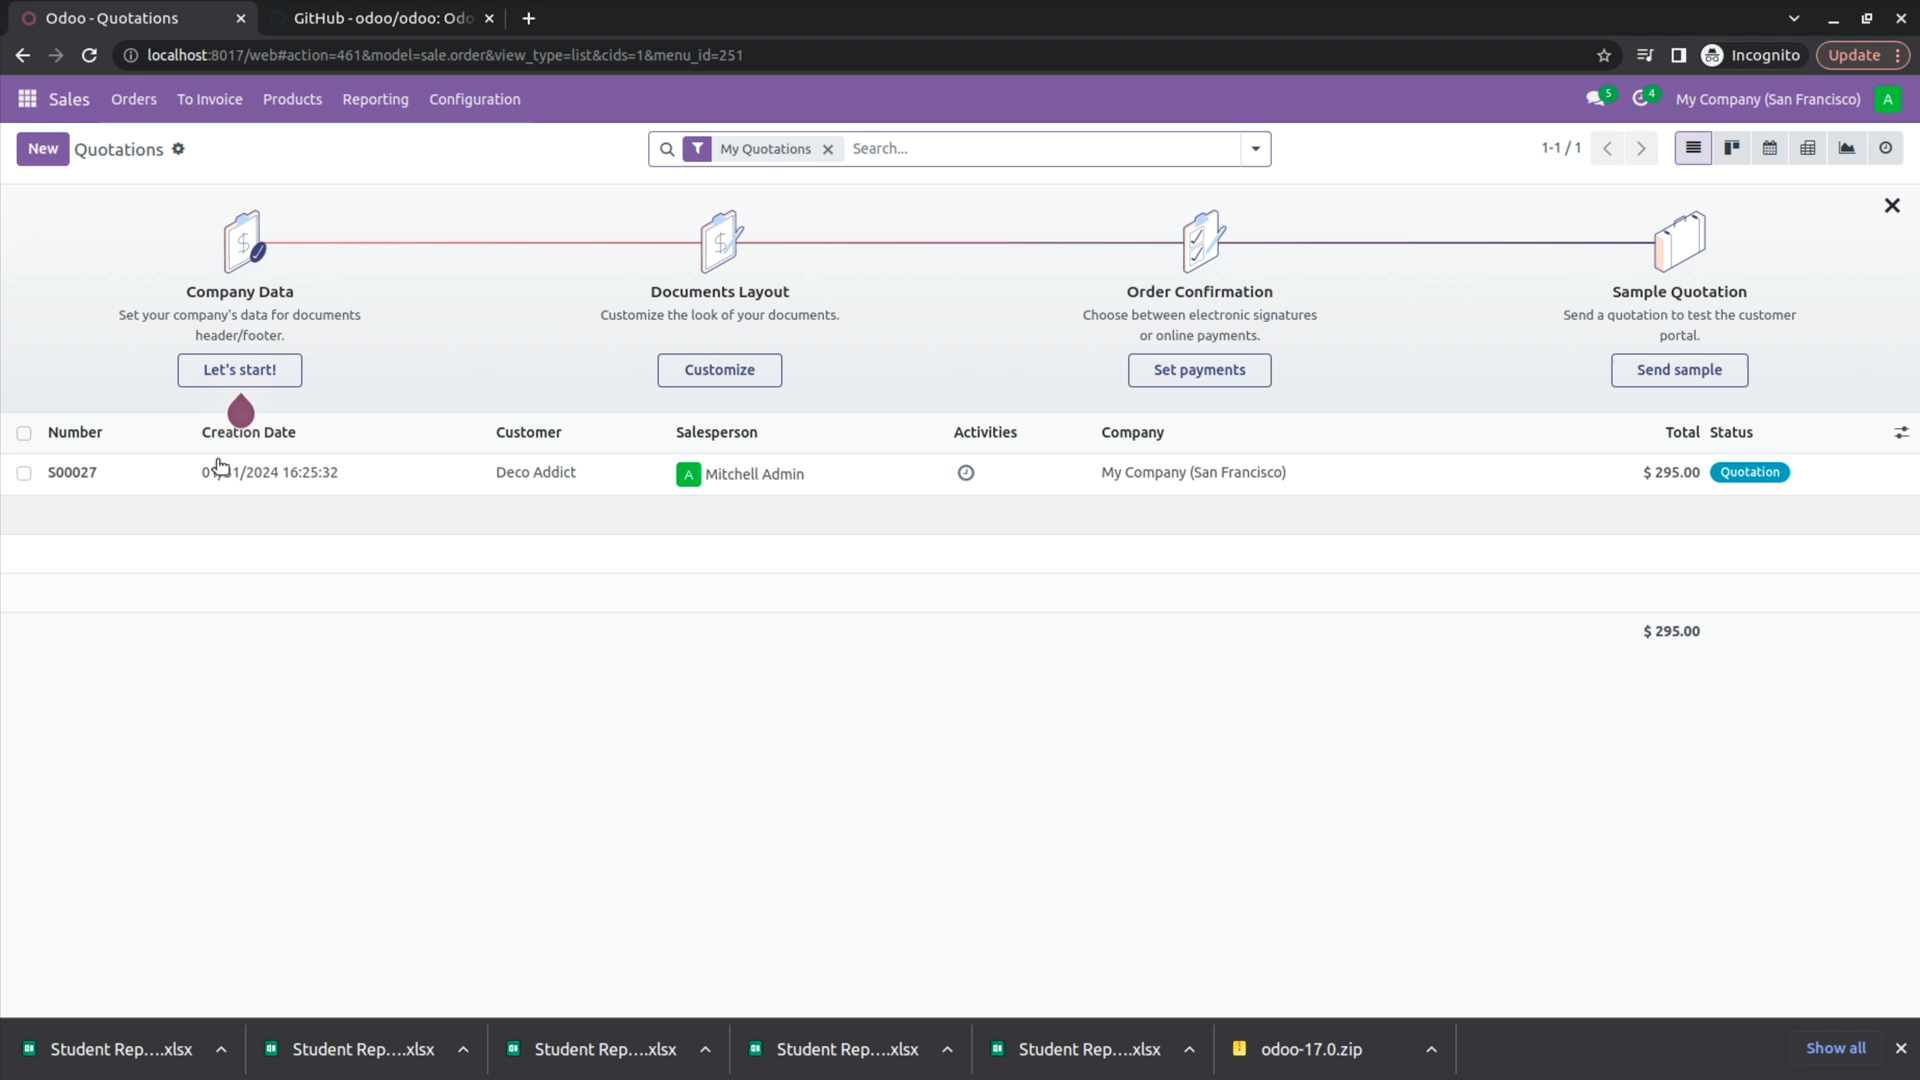 Odoo - Quotations
GitHub - odoo/odoo: Odo
localhost:8017/web#action=461&model=sale.order&view_type=list&cids=1&menu_id=251
Incognito
Update
Sales
Orders
To Invoice
Products
Reporting
Configuration
5
4
My Company (San Francisco)
A
New
Quotations
My Quotations
Search...
1-1 / 1
Company Data
Set your company's data for documents
header/footer.
Let's start!
Documents Layout
Customize the look of your documents.
Customize
Order Confirmation
Choose between electronic signatures
or online payments.
Set payments
Sample Quotation
Send a quotation to test the customer
portal.
Send sample
Number Creation Date Customer Salesperson Activities Company Total Status
S00027 /2024 16:25:32 Deco Addict A Mitchell Admin My Company (San Francisco) $ 295.00 Quotation
$ 295.00
Student Rep....xlsx
Student Rep....xlsx
Student Rep....xlsx
Student Rep....xlsx
Student Rep....xlsx
odoo-17.0.zip
Show all